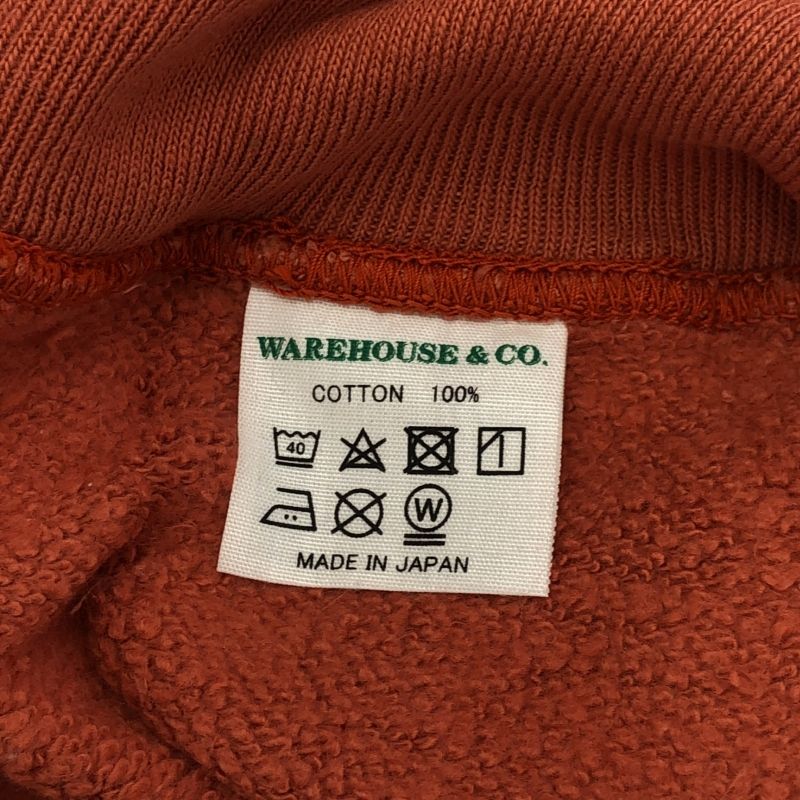 WAREHOUSE & CO.
COTTON 100%
40
W
MADE IN JAPAN